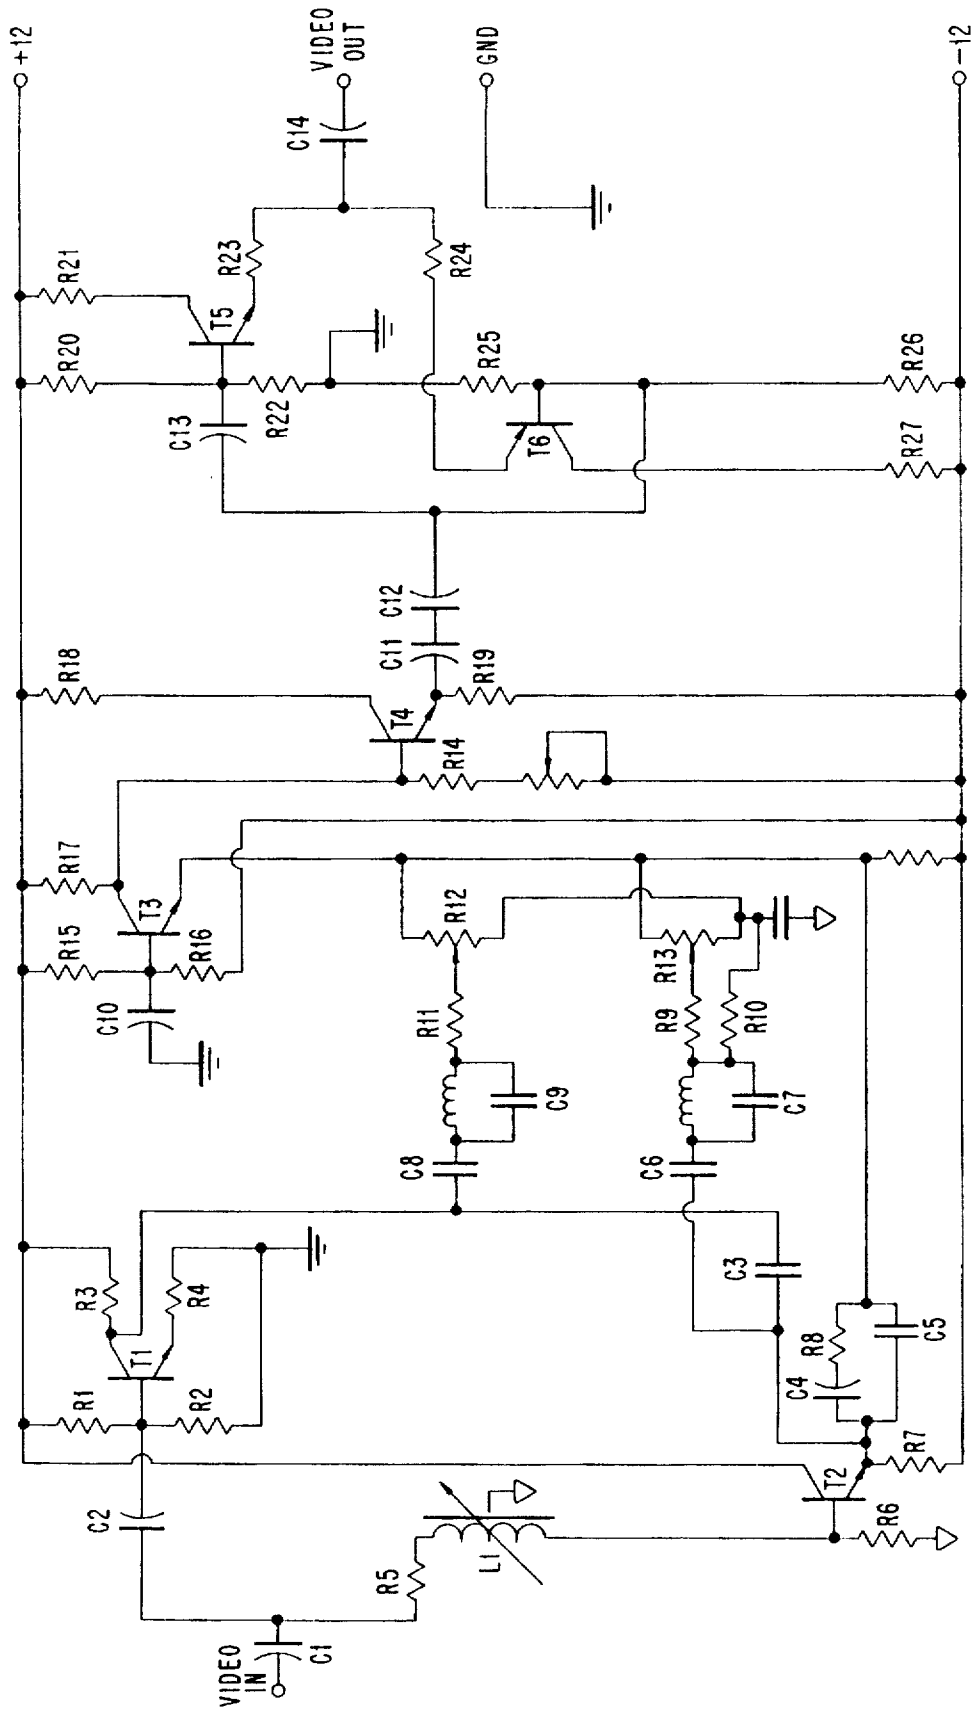 +12
VIDEO
OUT
GND
-12
C14
R21
R20
R23
T5
R24
C13
R22
R25
T6
R26
R27
C12
C11
R18
R19
T4
R14
R17
R15
T3
R16
C10
R12
R11
R13
R9
R10
C9
C8
C7
C6
R3
R4
T1
R1
R2
C3
R8
C4
C5
C2
R5
L1
T2
R7
R6
VIDEO
IN
C1